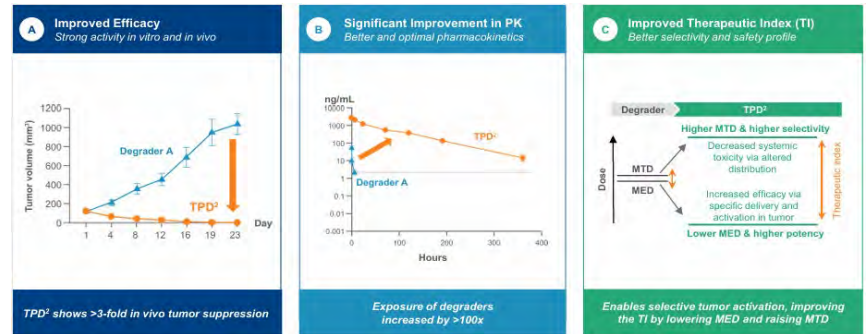 A
Improved Efficacy
Strong activity in vitro and in vivo
Tumor volume (mm³)
1200
1000
800
600
400
200
0
Degrader A
TPD²
1 4 8 12 16 19 23 Day
TPD² shows >3-fold in vivo tumor suppression
B
Significant Improvement in PK
Better and optimal pharmacokinetics
ng/mL
10000
1000
100
10
1
0.1
0.01
0.001
TPD²
Degrader A
0 100 200 300 400
Hours
Exposure of degraders
increased by >100x
C
Improved Therapeutic Index (TI)
Better selectivity and safety profile
Degrader TPD²
Higher MTD & higher selectivity
Decreased systemic
toxicity via altered
distribution
Dose
MTD
MED
Increased efficacy via
specific delivery and
activation in tumor
Lower MED & higher potency
Therapeutic index
Enables selective tumor activation, improving
the TI by lowering MED and raising MTD